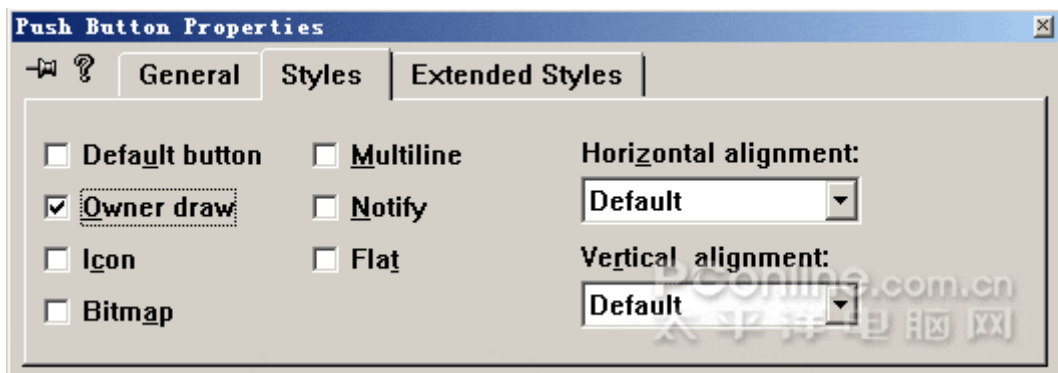 Push Button Properties
General Styles Extended Styles
Default button Multiline Horizontal alignment:
Owner draw Notify Default
Icon Flat Vertical alignment:
Bitmap Default
PConline.com.cn
太平洋电脑网